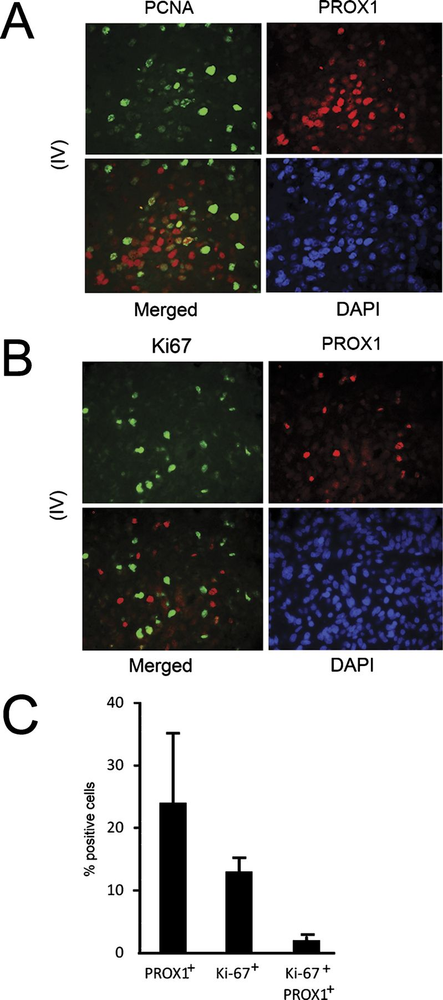 A
PCNA PROX1
(IV)
Merged DAPI
B
Ki67 PROX1
(IV)
Merged DAPI
C
40
30
20
10
0
% positive cells
PROX1+ Ki-67+ Ki-67+
PROX1+